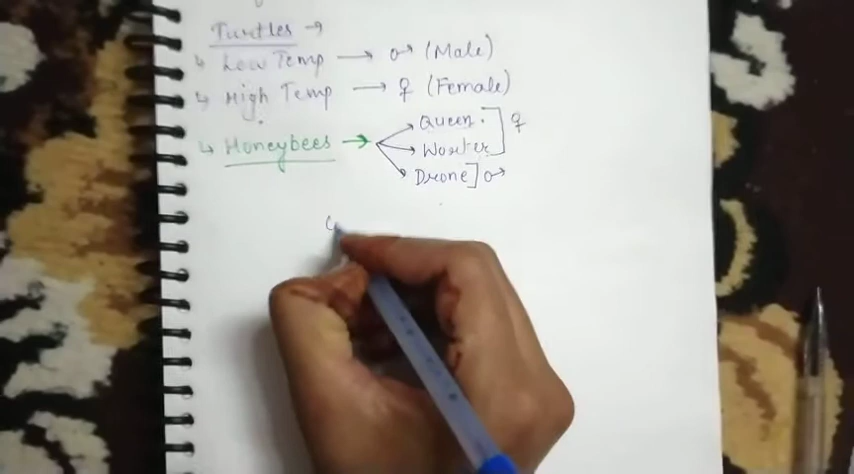 Turtles →
↳ Low Temp → ♂ (Male)
↳ High Temp → ♀ (Female)
↳ Honeybees → Queen ] ♀
Worker
Drone ] ♂